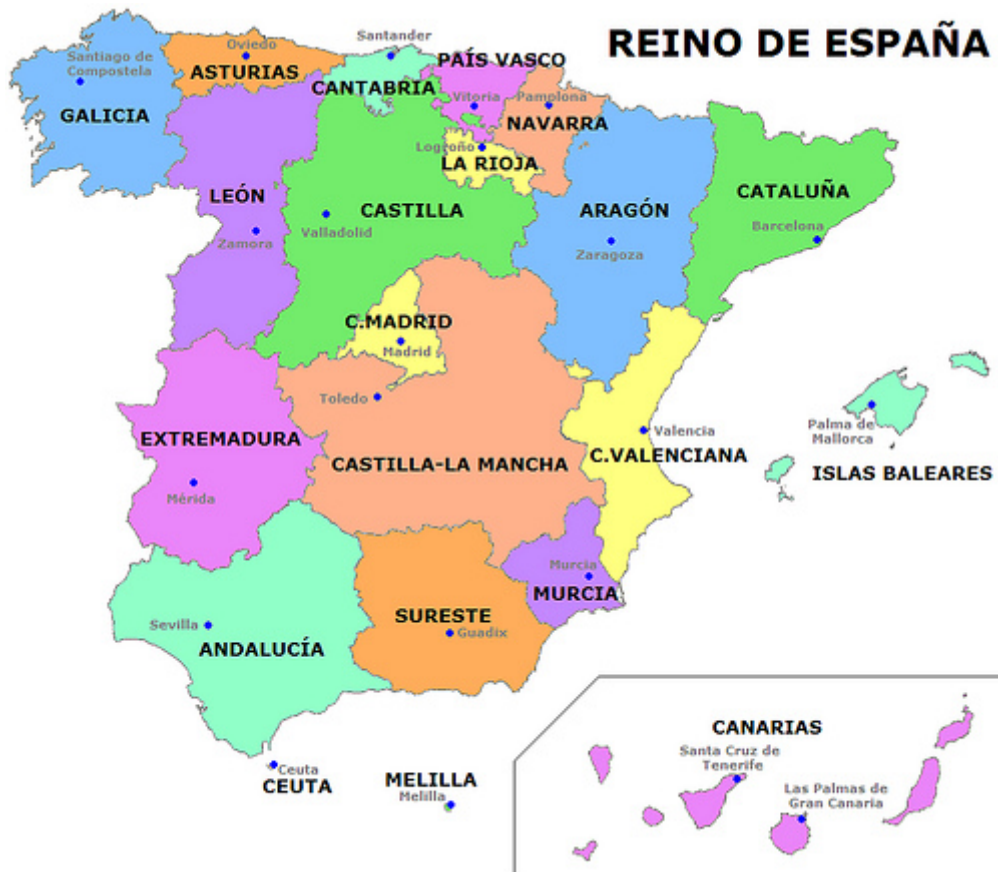 REINO DE ESPAÑA
Santander
Oviedo
ASTURIAS
PAÍS VASCO
Santiago de
Compostela
CANTABRIA
GALICIA
Vitoria
Pamplona
NAVARRA
Logroño
LA RIOJA
LEÓN
CASTILLA
ARAGÓN
CATALUÑA
Zamora
Valladolid
Zaragoza
Barcelona
C.MADRID
Madrid
Toledo
EXTREMADURA
CASTILLA-LA MANCHA
Valencia
C.VALENCIANA
Palma de
Mallorca
ISLAS BALEARES
Mérida
Murcia
MURCIA
SURESTE
Guadix
Sevilla
ANDALUCÍA
Ceuta
CEUTA
MELILLA
Melilla
CANARIAS
Santa Cruz de
Tenerife
Las Palmas de
Gran Canaria